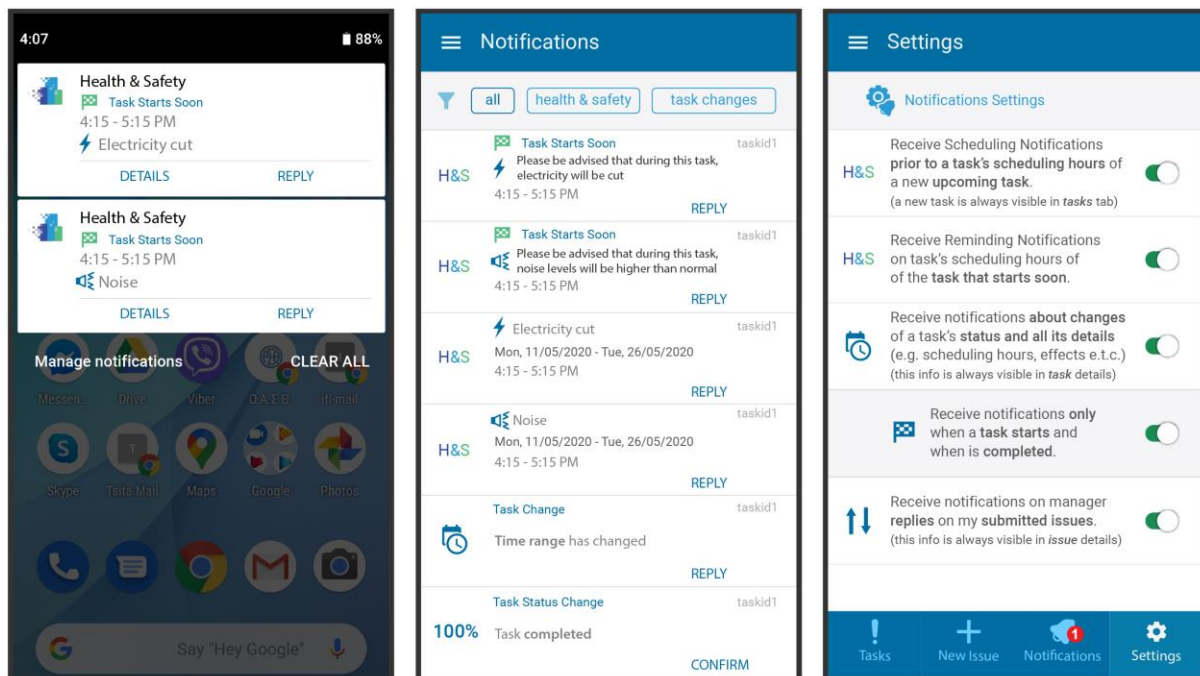 4:07
88%
Health & Safety
Task Starts Soon
4:15 - 5:15 PM
Electricity cut
DETAILS REPLY
Health & Safety
Task Starts Soon
4:15 - 5:15 PM
Noise
DETAILS REPLY
Manage notifications CLEAR ALL
Messen. Drive Viber Ο.Α.Σ.Θ. iti-mail
Skype Tsita Mail Maps Google Photos
Say "Hey Google"
Notifications
all health & safety task changes
Task Starts Soon taskid1
Please be advised that during this task,
H&S electricity will be cut
4:15 - 5:15 PM
REPLY
Task Starts Soon taskid1
Please be advised that during this task,
H&S noise levels will be higher than normal
4:15 - 5:15 PM
REPLY
Electricity cut taskid1
H&S Mon, 11/05/2020 - Tue, 26/05/2020
4:15 - 5:15 PM
REPLY
Noise taskid1
H&S Mon, 11/05/2020 - Tue, 26/05/2020
4:15 - 5:15 PM
REPLY
Task Change taskid1
Time range has changed
REPLY
Task Status Change taskid1
100% Task completed
CONFIRM
Settings
Notifications Settings
Receive Scheduling Notifications
H&S prior to a task's scheduling hours of
a new upcoming task.
(a new task is always visible in tasks tab)
Receive Reminding Notifications
H&S on task's scheduling hours of
of the task that starts soon.
Receive notifications about changes
of a task's status and all its details
(e.g. scheduling hours, effects e.t.c.)
(this info is always visible in task details)
Receive notifications only
when a task starts and
when is completed.
Receive notifications on manager
replies on my submitted issues.
(this info is always visible in issue details)
1
Tasks New Issue Notifications Settings